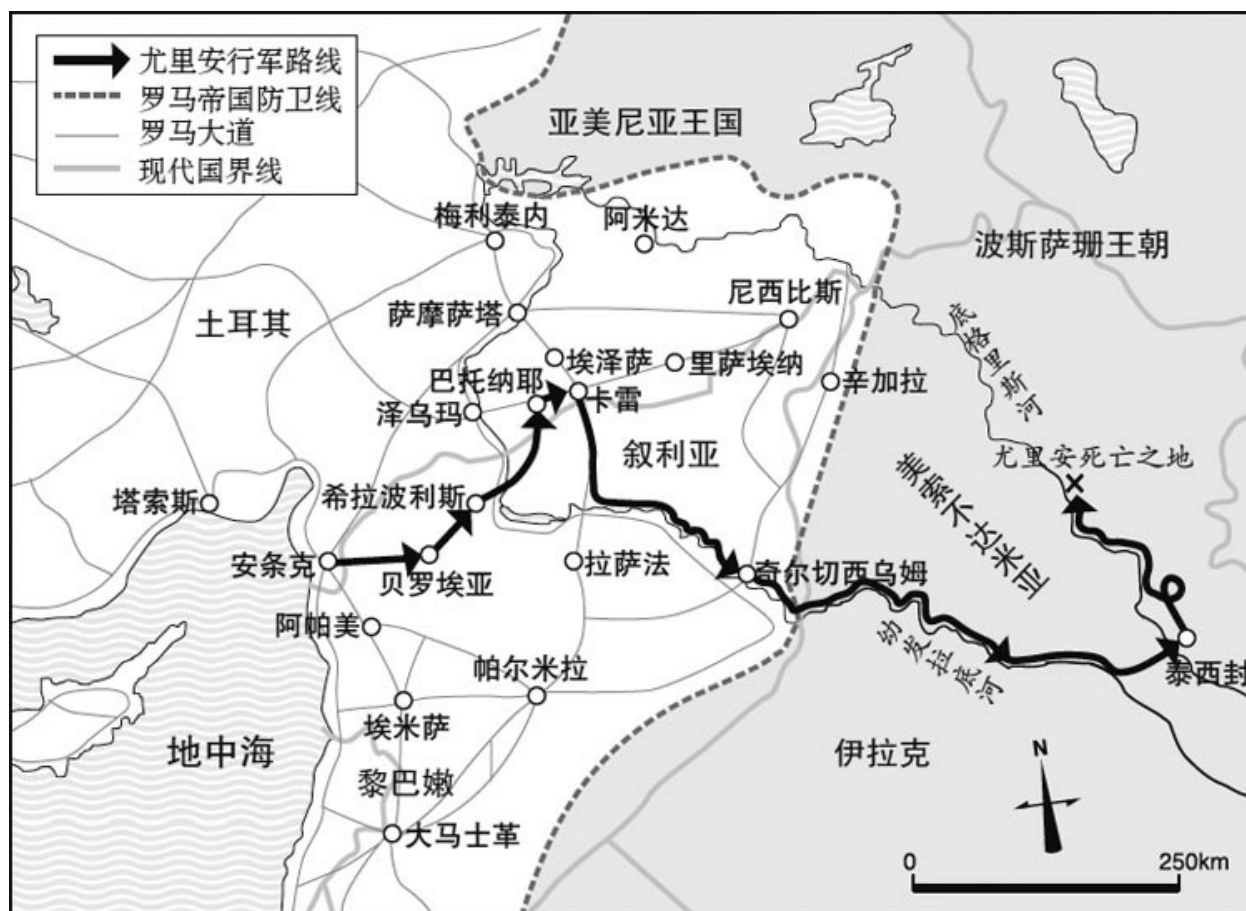 尤里安行军路线
罗马帝国防卫线
罗马大道
现代国界线
亚美尼亚王国
梅利泰内
阿米达
波斯萨珊王朝
尼西比斯
土耳其
萨摩萨塔
底格里斯河
埃泽萨
里萨埃纳
巴托纳耶
卡雷
辛加拉
泽乌玛
叙利亚
尤里安死亡之地
美索不达米亚
塔索斯
希拉波利斯
安条克
贝罗埃亚
拉萨法
奇尔切西乌姆
阿帕美
幼发拉底河
帕尔米拉
泰西封
埃米萨
地中海
伊拉克
N
黎巴嫩
大马士革
0
250km